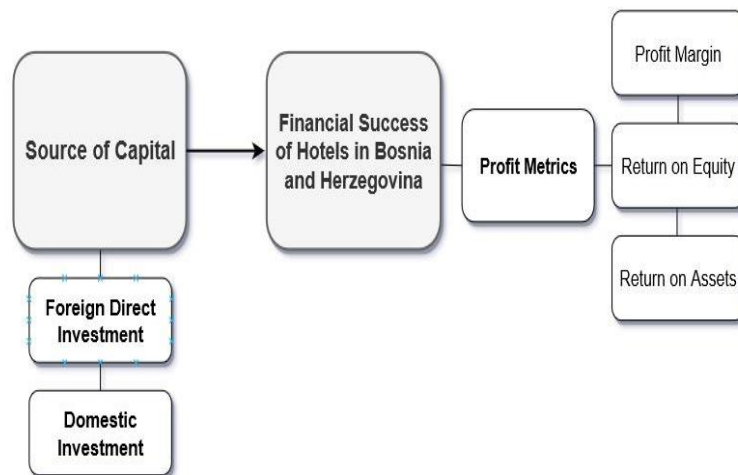 Source of Capital
Foreign Direct
Investment
Domestic
Investment
Financial Success
of Hotels in Bosnia
and Herzegovina
Profit Metrics
Profit Margin
Return on Equity
Return on Assets